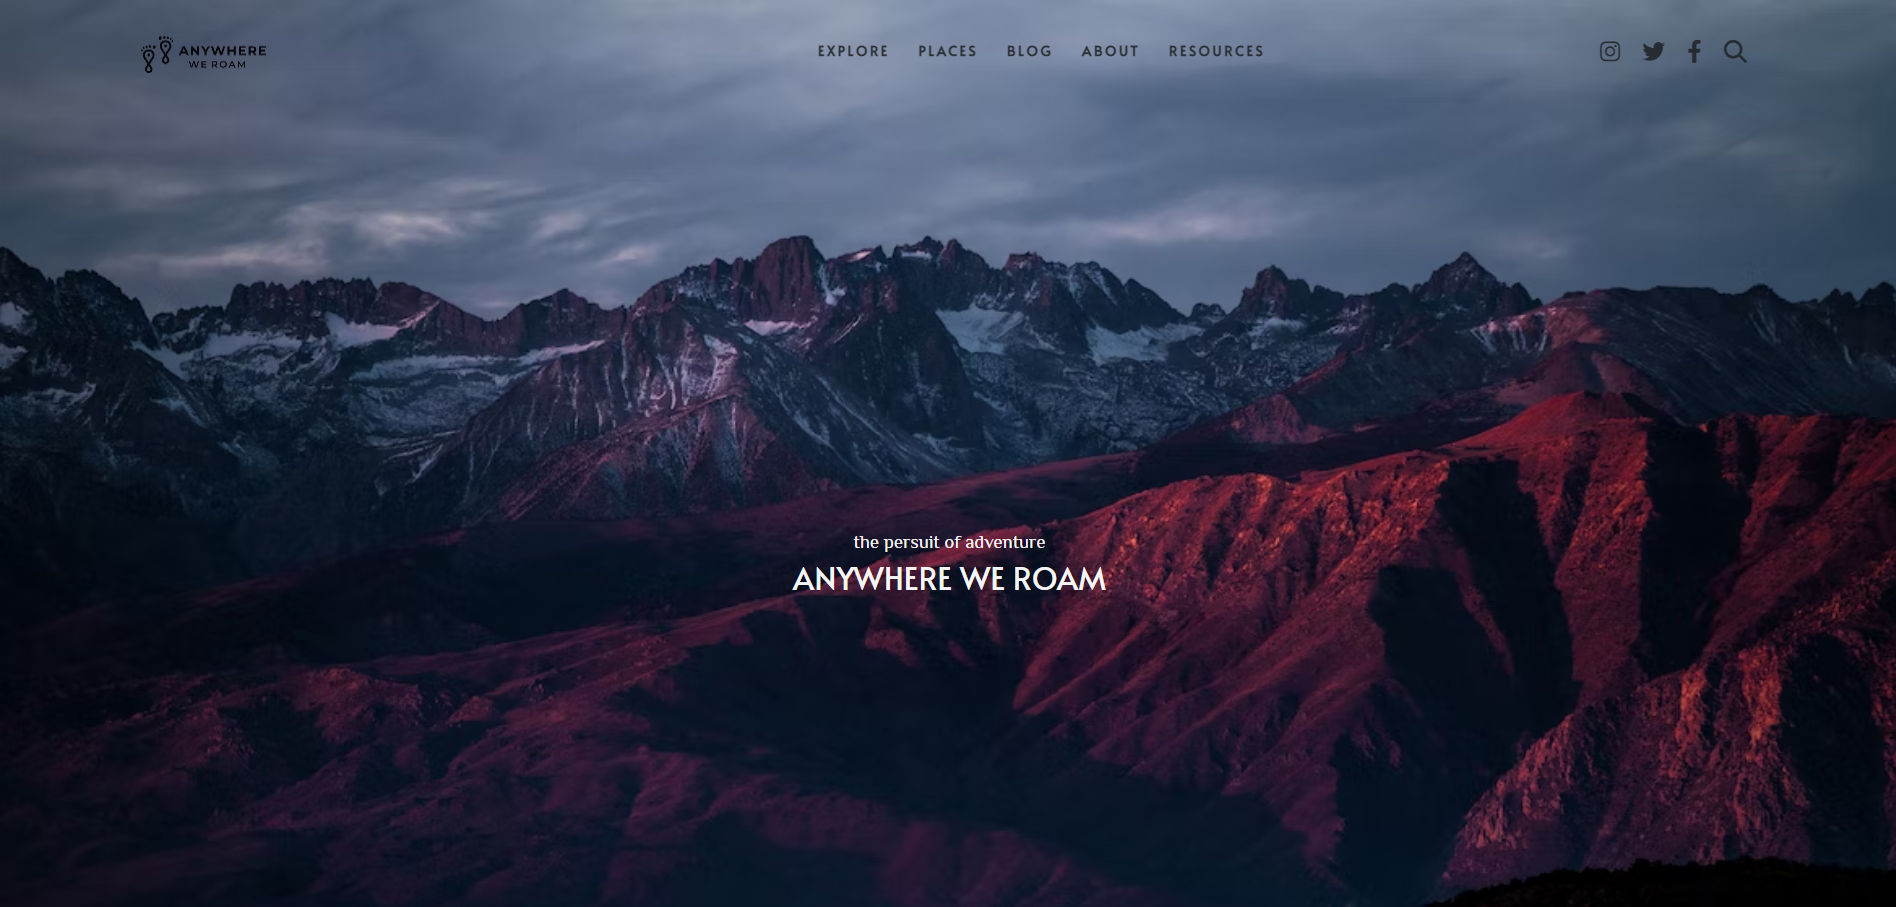 ANYWHERE
WE ROAM
EXPLORE PLACES BLOG ABOUT RESOURCES
the persuit of adventure
ANYWHERE WE ROAM